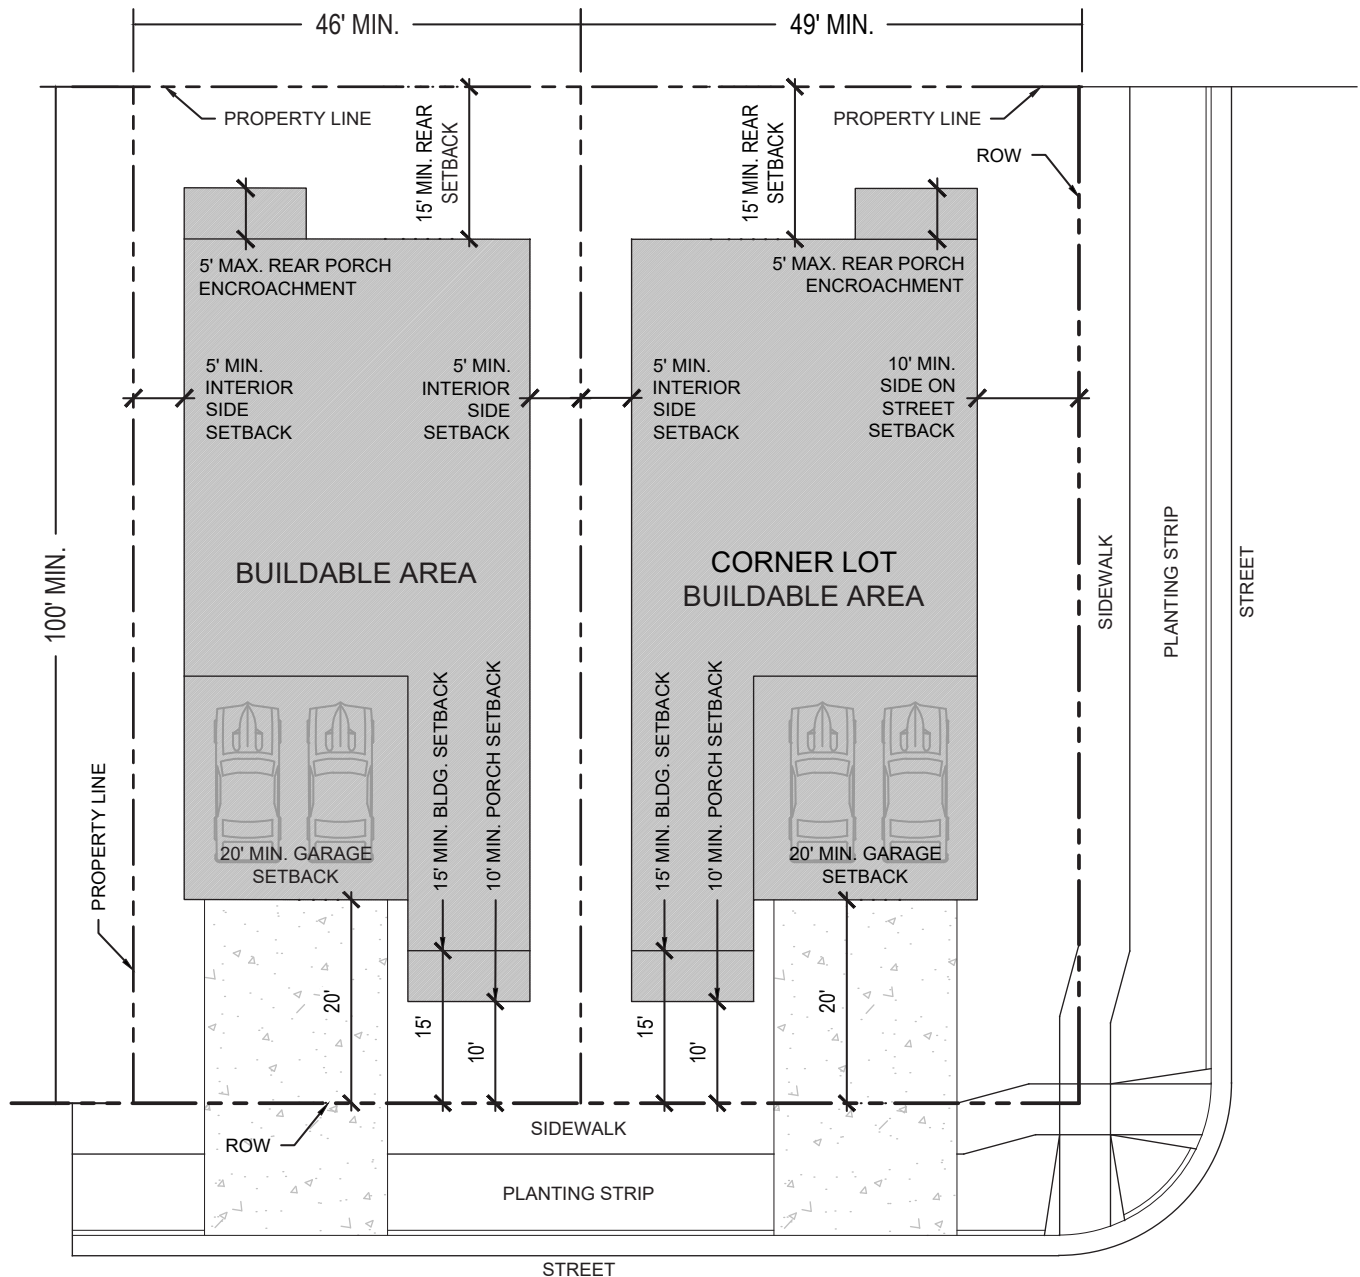 46' MIN.
49' MIN.
PROPERTY LINE
PROPERTY LINE
15' MIN. REAR
SETBACK
15' MIN. REAR
SETBACK
ROW
5' MAX. REAR PORCH
ENCROACHMENT
5' MAX. REAR PORCH
ENCROACHMENT
5' MIN.
INTERIOR
SIDE
SETBACK
5' MIN.
INTERIOR
SIDE
SETBACK
5' MIN.
INTERIOR
SIDE
SETBACK
10' MIN.
SIDE ON
STREET
SETBACK
100' MIN.
BUILDABLE AREA
CORNER LOT
BUILDABLE AREA
SIDEWALK
PLANTING STRIP
STREET
PROPERTY LINE
15' MIN. BLDG. SETBACK
10' MIN. PORCH SETBACK
15' MIN. BLDG. SETBACK
10' MIN. PORCH SETBACK
20' MIN. GARAGE
SETBACK
20' MIN. GARAGE
SETBACK
20'
15'
10'
15'
10'
20'
ROW
SIDEWALK
PLANTING STRIP
STREET